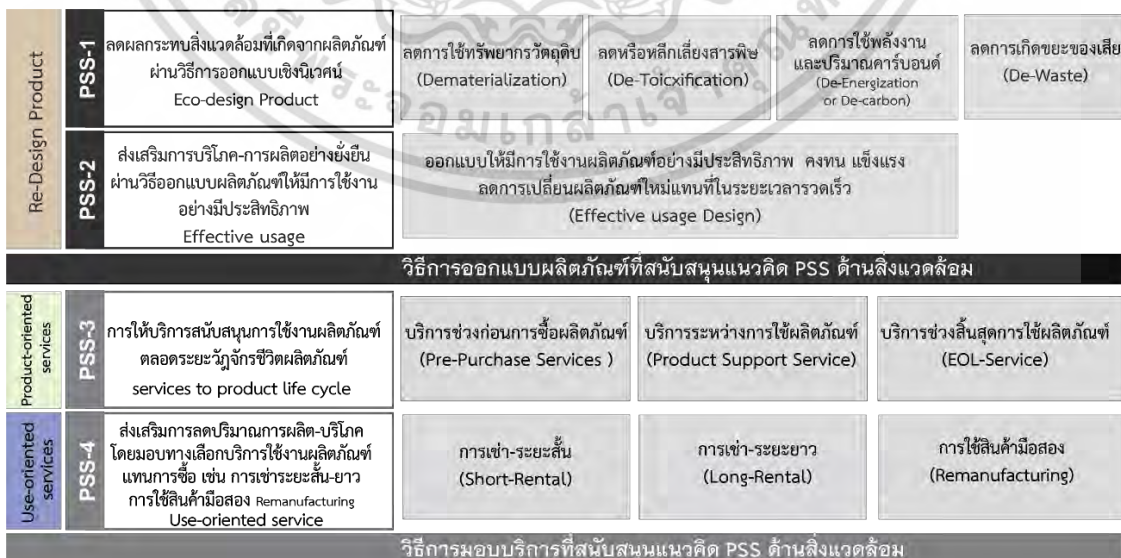 Re-Design Product
PSS-1
ลดผลกระทบสิ่งแวดล้อมที่เกิดจากผลิตภัณฑ์
ผ่านวิธีการออกแบบเชิงนิเวศน์
Eco-design Product
ลดการใช้ทรัพยากรวัตถุดิบ
(Dematerialization)
ลดหรือหลีกเลี่ยงสารพิษ
(De-Toicxification)
ลดการใช้พลังงาน
และปริมาณคาร์บอนต์
(De-Energization
or De-carbon)
ลดการเกิดขยะของเสีย
(De-Waste)
PSS-2
ส่งเสริมการบริโภค-การผลิตอย่างยั่งยืน
ผ่านวิธีออกแบบผลิตภัณฑ์ให้มีการใช้งาน
อย่างมีประสิทธิภาพ
Effective usage
ออกแบบให้มีการใช้งานผลิตภัณฑ์อย่างมีประสิทธิภาพ คงทน แข็งแรง
ลดการเปลี่ยนผลิตภัณฑ์ใหม่แทนที่ในระยะเวลารวดเร็ว
(Effective usage Design)
วิธีการออกแบบผลิตภัณฑ์ที่สนับสนุนแนวคิด PSS ด้านสิ่งแวดล้อม
Product-oriented
services
PSS-3
การให้บริการสนับสนุนการใช้งานผลิตภัณฑ์
ตลอดระยะวัฏจักรชีวิตผลิตภัณฑ์
services to product life cycle
บริการช่วงก่อนการซื้อผลิตภัณฑ์
(Pre-Purchase Services )
บริการระหว่างการใช้ผลิตภัณฑ์
(Product Support Service)
บริการช่วงสิ้นสุดการใช้ผลิตภัณฑ์
(EOL-Service)
Use-oriented
services
PSS-4
ส่งเสริมการลดปริมาณการผลิต-บริโภค
โดยมอบทางเลือกบริการใช้งานผลิตภัณฑ์
แทนการซื้อ เช่น การเช่าระยะสั้น-ยาว
การใช้สินค้ามือสอง Remanufacturing
Use-oriented service
การเช่า-ระยะสั้น
(Short-Rental)
การเช่า-ระยะยาว
(Long-Rental)
การใช้สินค้ามือสอง
(Remanufacturing)
วิธีการมอบบริการที่สนับสนุนแนวคิด PSS ด้านสิ่งแวดล้อม